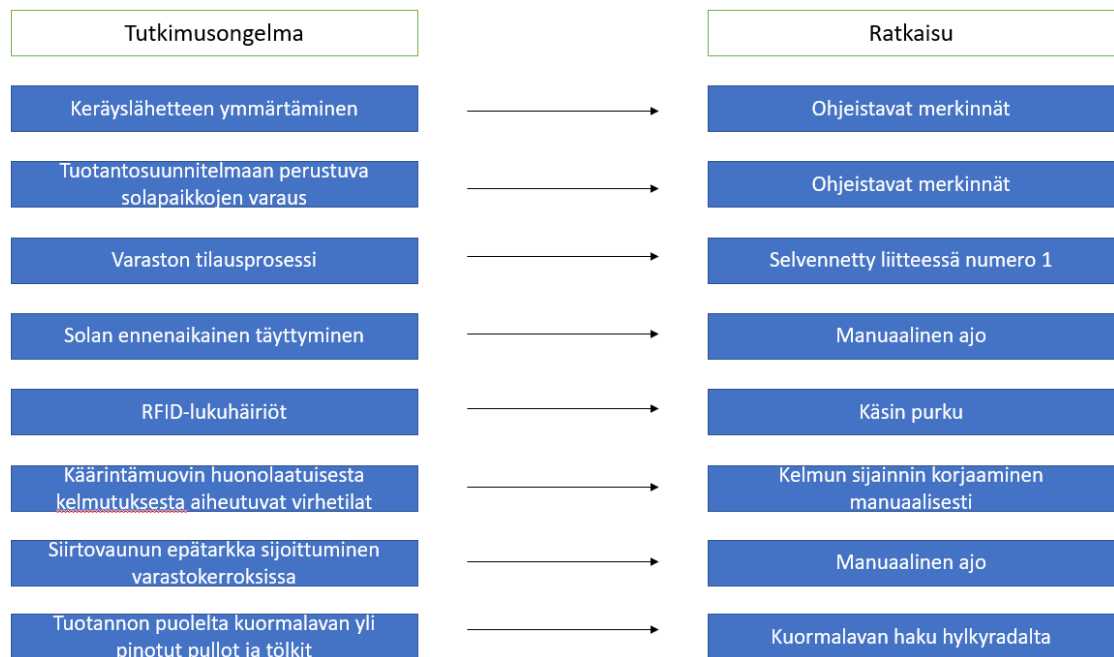 Tutkimusongelma
Ratkaisu
Keräyslähetteen ymmärtäminen
Ohjeistavat merkinnät
Tuotantosuunnitelmaan perustuva
solapaikkojen varaus
Ohjeistavat merkinnät
Varaston tilausprosessi
Selvennetty liitteessä numero 1
Solan ennenaikainen täyttyminen
Manuaalinen ajo
RFID-lukuhäiriöt
Käsin purku
Käärintämuovin huonolaatuisesta
kelmutuksesta aiheutuvat virhetilat
Kelmun sijainnin korjaaminen
manuaalisesti
Siirtovaunun epätarkka sijoittuminen
varastokerroksissa
Manuaalinen ajo
Tuotannon puolelta kuormalavan yli
pinotut pullot ja tölkit
Kuormalavan haku hylkyradalta